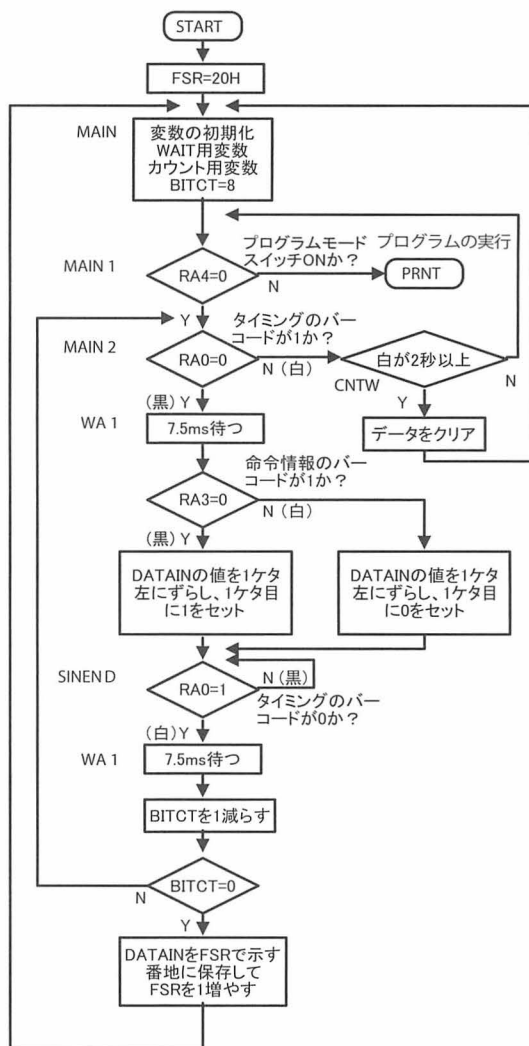 START
FSR=20H
MAIN
変数の初期化
WAIT用変数
カウント用変数
BITCT=8
プログラムモード
スイッチONか？
プログラムの実行
MAIN 1
RA4=0
N
PRNT
Y
タイミングのバー
コードが1か？
MAIN 2
RA0=0
N (白)
白が2秒以上
CNTW
N
(黒) Y
Y
WA 1
7.5ms待つ
データをクリア
命令情報のバー
コードが1か？
RA3=0
N (白)
(黒) Y
DATAINの値を1ケタ
左にずらし、1ケタ目
に1をセット
DATAINの値を1ケタ
左にずらし、1ケタ目
に0をセット
SINEN D
RA0=1
N (黒)
タイミングのバー
コードが0か？
(白) Y
WA 1
7.5ms待つ
BITCTを1減らす
BITCT=0
N
Y
DATAINをFSRで示す
番地に保存して
FSRを1増やす